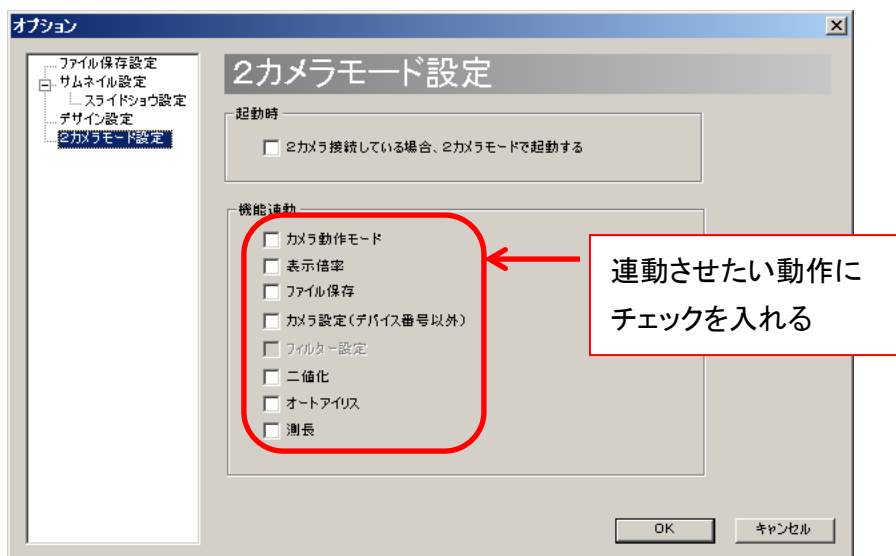 オプション
ファイル保存設定
サムネイル設定
スライドショウ設定
デザイン設定
2カメラモード設定
2カメラモード設定
起動時
2カメラ接続している場合、2カメラモードで起動する
機能連動
カメラ動作モード
表示倍率
ファイル保存
カメラ設定(デバイス番号以外)
フィルター設定
二値化
オートアイリス
測長
連動させたい動作に
チェックを入れる
OK
キャンセル